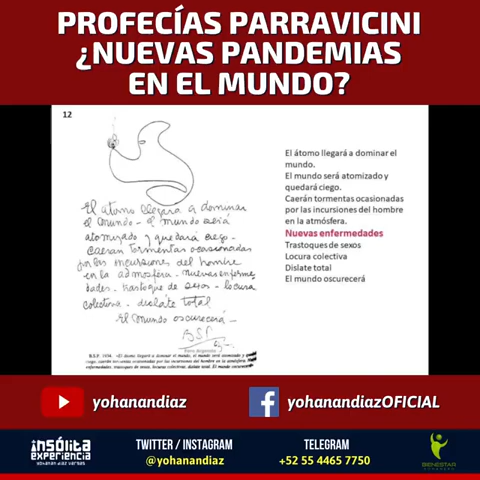 PROFECÍAS PARRAVICINI
¿NUEVAS PANDEMIAS
EN EL MUNDO?
12
El átomo llegará a dominar
el mundo - el mundo será
atomizado y quedará ciego -
caerán tormentas ocasionadas
por las incursiones del hombre
en la atmósfera - nuevas enferme
dades - trastoque de sexos - locura
colectiva - dislate total
El mundo oscurecerá -
B.S.P.
El átomo llegará a dominar el
mundo.
El mundo será atomizado y
quedará ciego.
Caerán tormentas ocasionadas
por las incursiones del hombre
en la atmósfera.
Nuevas enfermedades
Trastoques de sexos
Locura colectiva
Dislate total
El mundo oscurecerá
yohanandiaz
yohanandiazOFICIAL
insólita
experiencia
YOHANAN DÍAZ VARGAS
TWITTER / INSTAGRAM
@yohanandiaz
TELEGRAM
+52 55 4465 7750
BIENESTAR